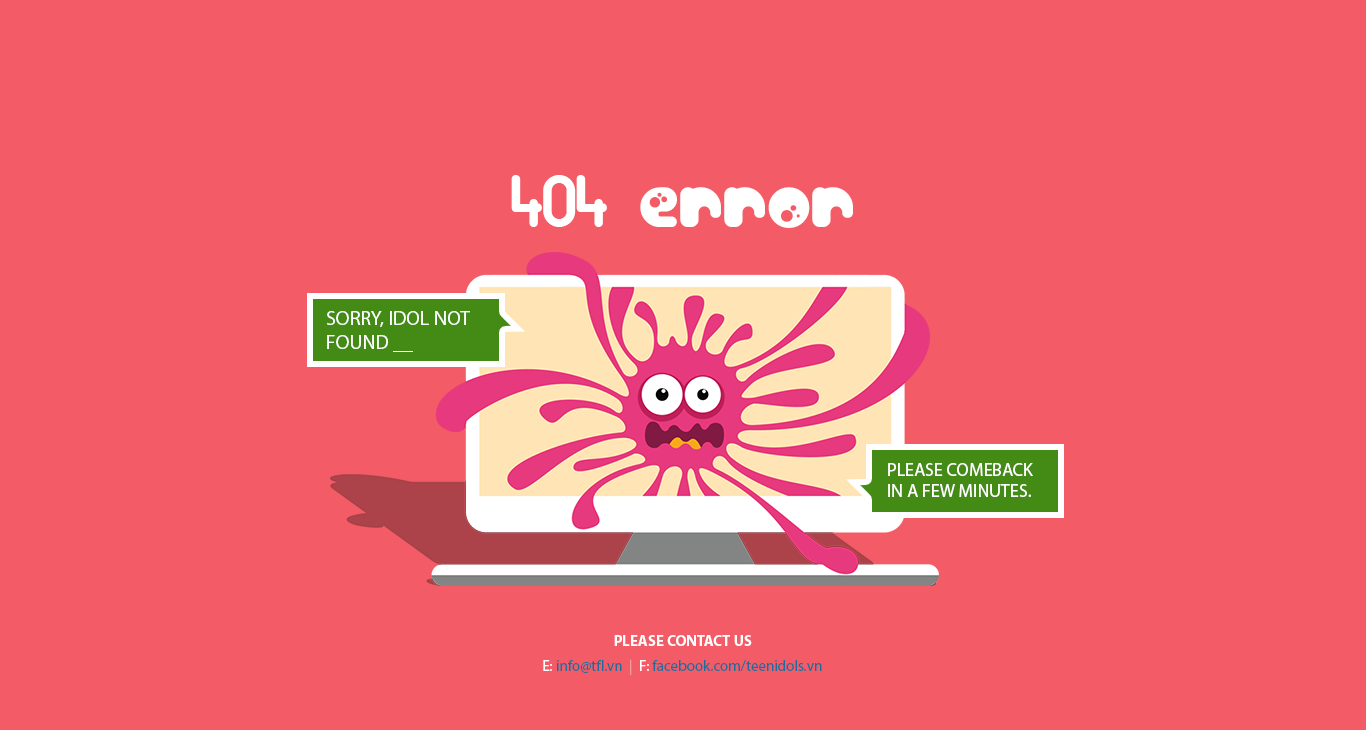 404 error
SORRY, IDOL NOT
FOUND __
PLEASE COMEBACK
IN A FEW MINUTES.
PLEASE CONTACT US
E: info@tfl.vn | F: facebook.com/teenidols.vn